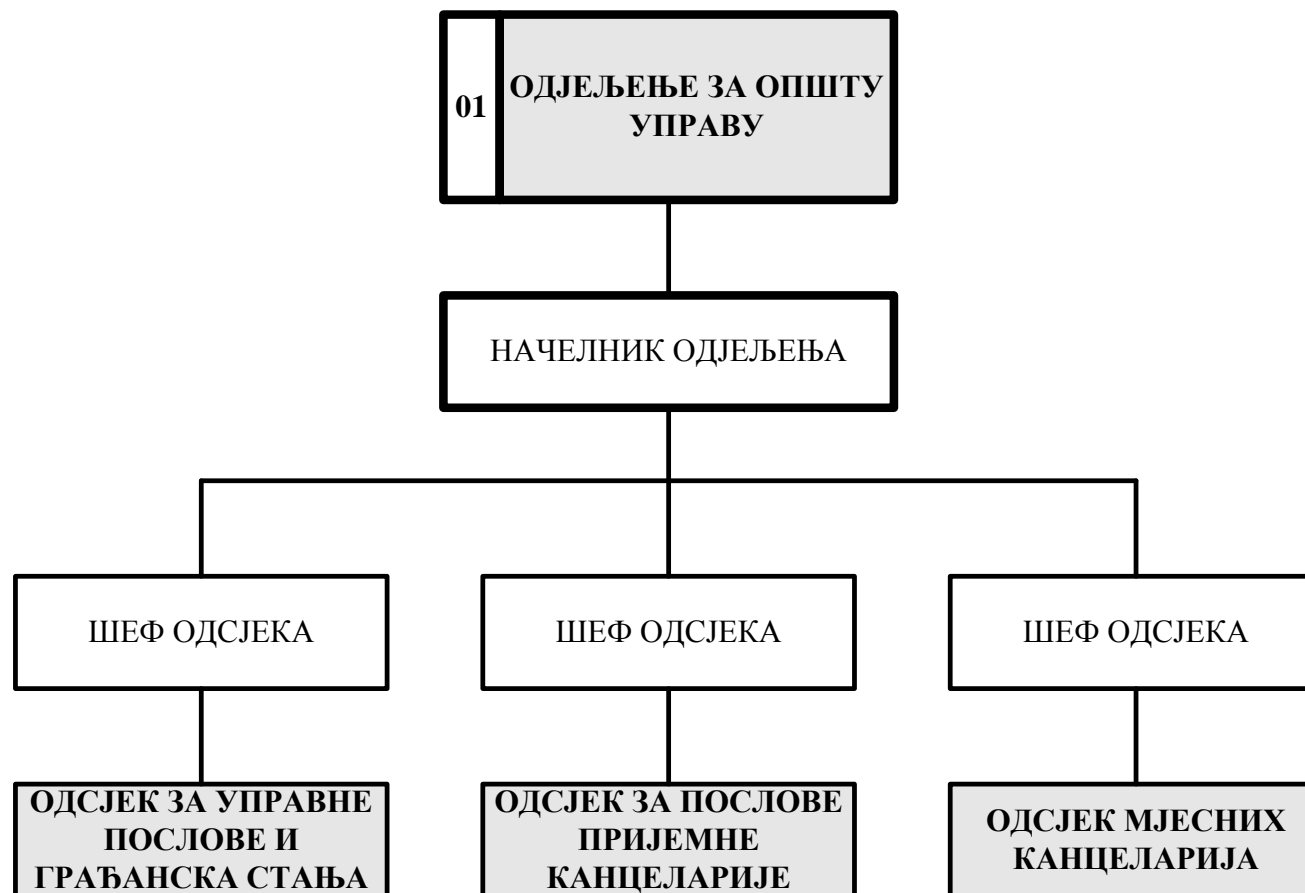 01
ОДЈЕЉЕЊЕ ЗА ОПШТУ
УПРАВУ
НАЧЕЛНИК ОДЈЕЉЕЊА
ШЕФ ОДСЈЕКА
ШЕФ ОДСЈЕКА
ШЕФ ОДСЈЕКА
ОДСЈЕК ЗА УПРАВНЕ
ПОСЛОВЕ И
ГРАЂАНСКА СТАЊА
ОДСЈЕК ЗА ПОСЛОВЕ
ПРИЈЕМНЕ
КАНЦЕЛАРИЈЕ
ОДСЈЕК МЈЕСНИХ
КАНЦЕЛАРИЈА